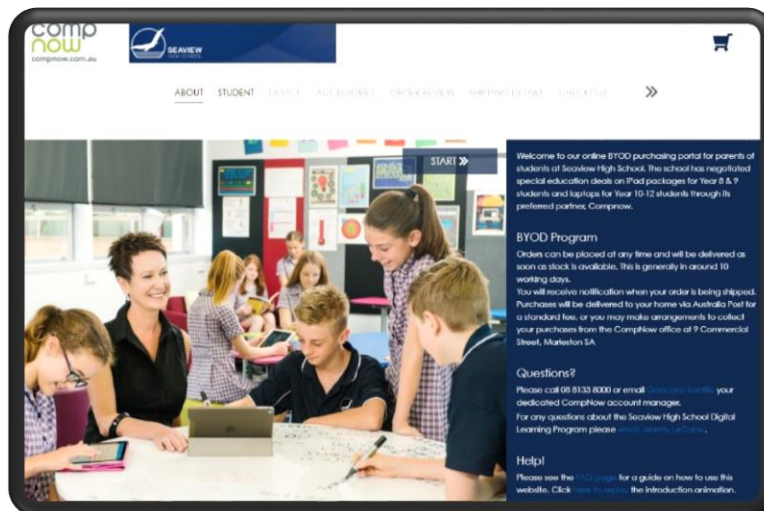 comp
now
compnow.com.au
SEAVIEW
HIGH SCHOOL
ABOUT STUDENT DEVICE ACCESSORIES ORDER REVIEW SHIPPING DETAILS CHECKOUT
START
Welcome to our online BYOD purchasing portal for parents of
students at Seaview High School. The school has negotiated
special education deals on iPad packages for Year 8 & 9
students and laptops for Year 10-12 students through its
preferred partner, Compnow.
BYOD Program
Orders can be placed at any time and will be delivered as
soon as stock is available. This is generally in around 10
working days.
You will receive notification when your order is being shipped.
Purchases will be delivered to your home via Australia Post for
a standard fee, or you may make arrangements to collect
your purchases from the CompNow office at 9 Commercial
Street, Marleston SA
Questions?
Please call 08 8133 8000 or email your
dedicated CompNow account manager.
For any questions about the Seaview High School Digital
Learning Program please email Jeremy LeCornu.
Help!
Please see the FAQ page for a guide on how to use this
website. Click here to replay the introduction animation.